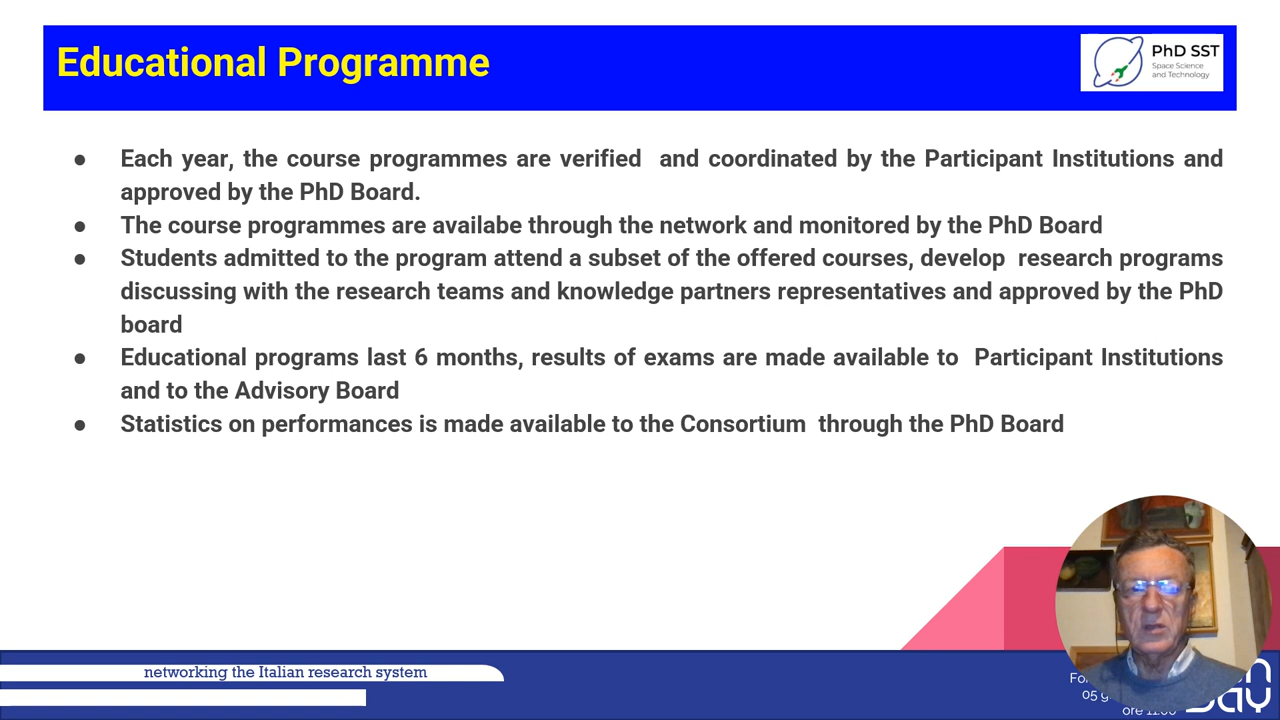 Educational Programme
PhD SST
Space Science
and Technology
● Each year, the course programmes are verified and coordinated by the Participant Institutions and
approved by the PhD Board.
● The course programmes are availabe through the network and monitored by the PhD Board
● Students admitted to the program attend a subset of the offered courses, develop research programs
discussing with the research teams and knowledge partners representatives and approved by the PhD
board
● Educational programs last 6 months, results of exams are made available to Participant Institutions
and to the Advisory Board
● Statistics on performances is made available to the Consortium through the PhD Board
networking the Italian research system
05
ore